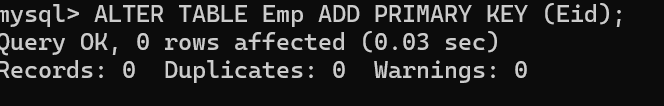 mysql> ALTER TABLE Emp ADD PRIMARY KEY (Eid);
Query OK, 0 rows affected (0.03 sec)
Records: 0  Duplicates: 0  Warnings: 0